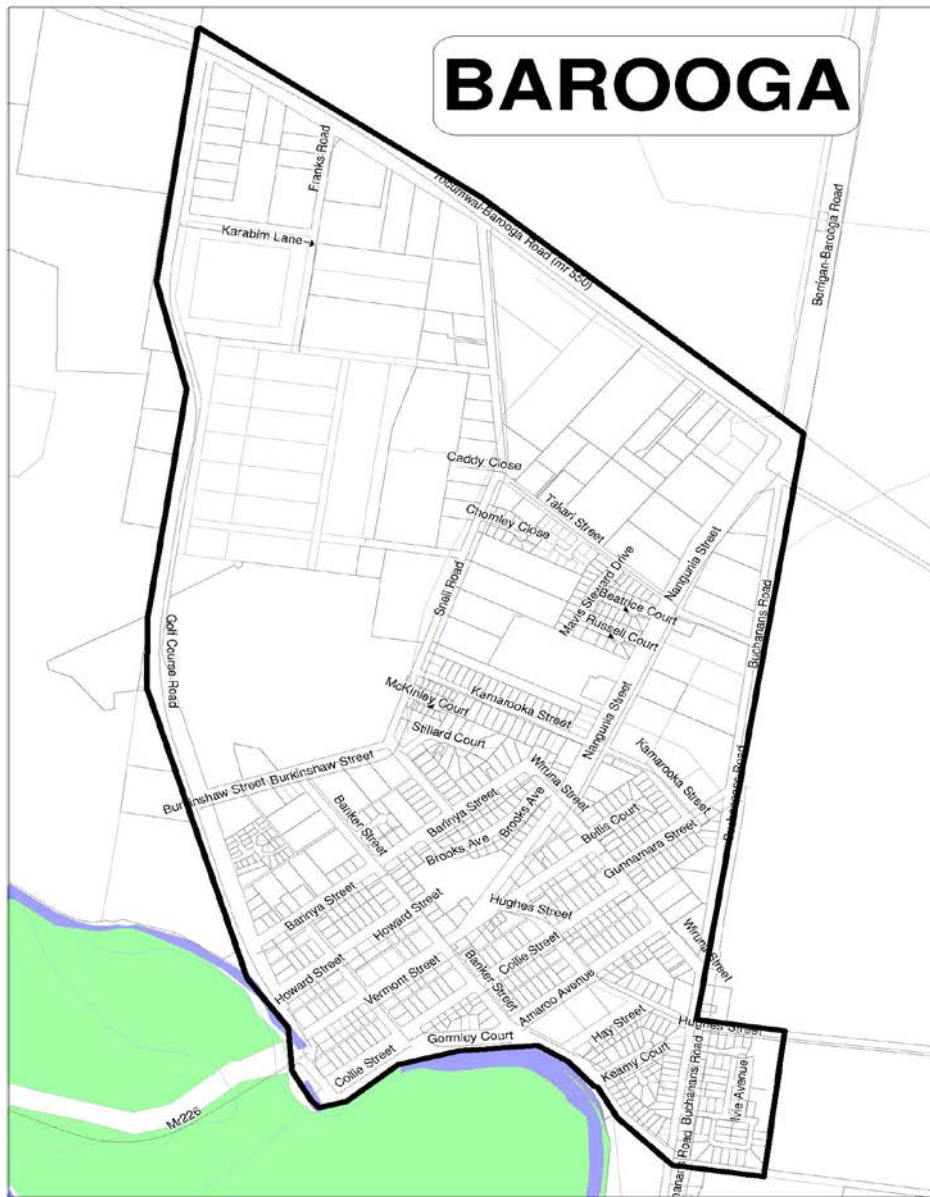 BAROOGA
Franks Road
Tocumwal-Barooga Road (mr 550)
Berrigan-Barooga Road
Karabim Lane
Caddy Close
Takari Street
Chomley Close
Nangunia Street
Mavis Steward Drive
Beatrice Court
Snell Road
Russell Court
Buchanans Road
Golf Course Road
McKinley Court
Kamarooka Street
Stillard Court
Nangunia Street
Wiruna Street
Kamarooka Street
Burkinshaw Street
Burkinshaw Street
Buchanans Road
Banker Street
Barinya Street
Brooks Ave
Brooks Ave
Bellis Court
Gunnamara Street
Barinya Street
Howard Street
Hughes Street
Collie Street
Wiruna Street
Howard Street
Vermont Street
Banker Street
Amaroo Avenue
Hay Street
Hughes Street
Gormley Court
Collie Street
Keamy Court
Buchanans Road
Ivie Avenue
Mr226